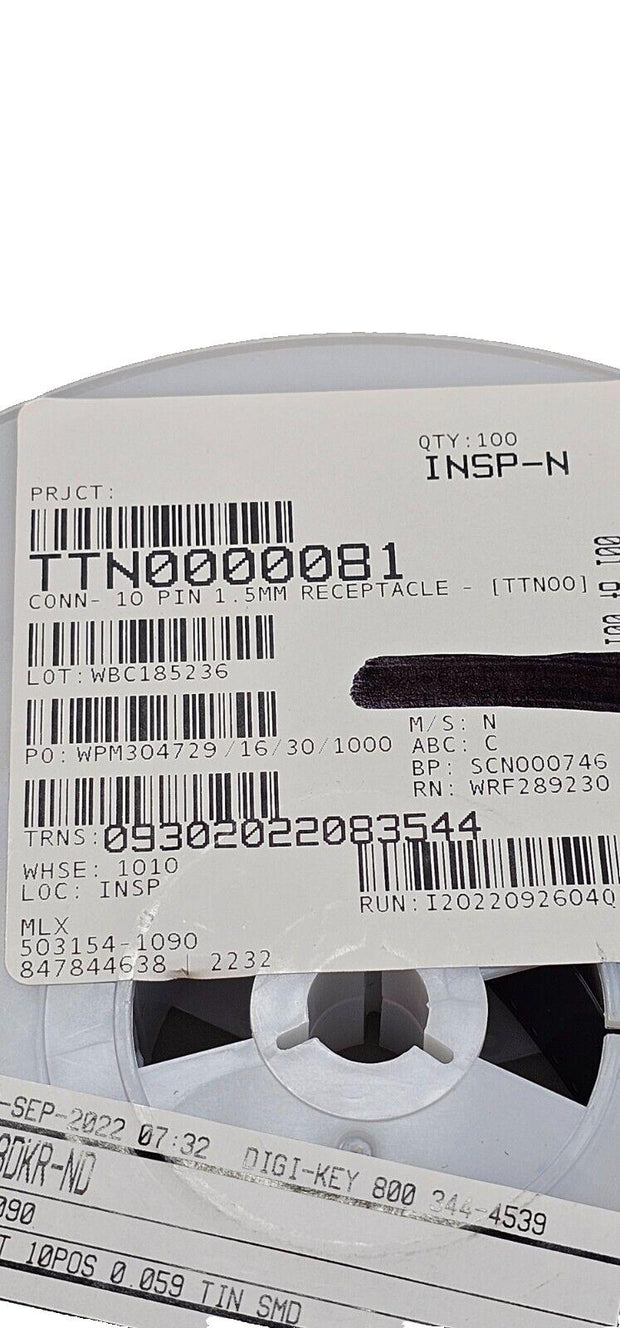 QTY:100
INSP-N
PRJCT:
TTN0000081
CONN- 10 PIN 1.5MM RECEPTACLE - [TTN00]
LOT:WBC185236
M/S: N
PO:WPM304729/16/30/1000
ABC: C
BP: SCN000746
RN: WRF289230
TRNS:09302022083544
WHSE: 1010
LOC: INSP
RUN:I2022092604Q
MLX
503154-1090
847844638 | 2232
-SEP-2022 07:32 DIGI-KEY 800 344-4539
DKR-ND
090
T 10POS 0.059 TIN SMD